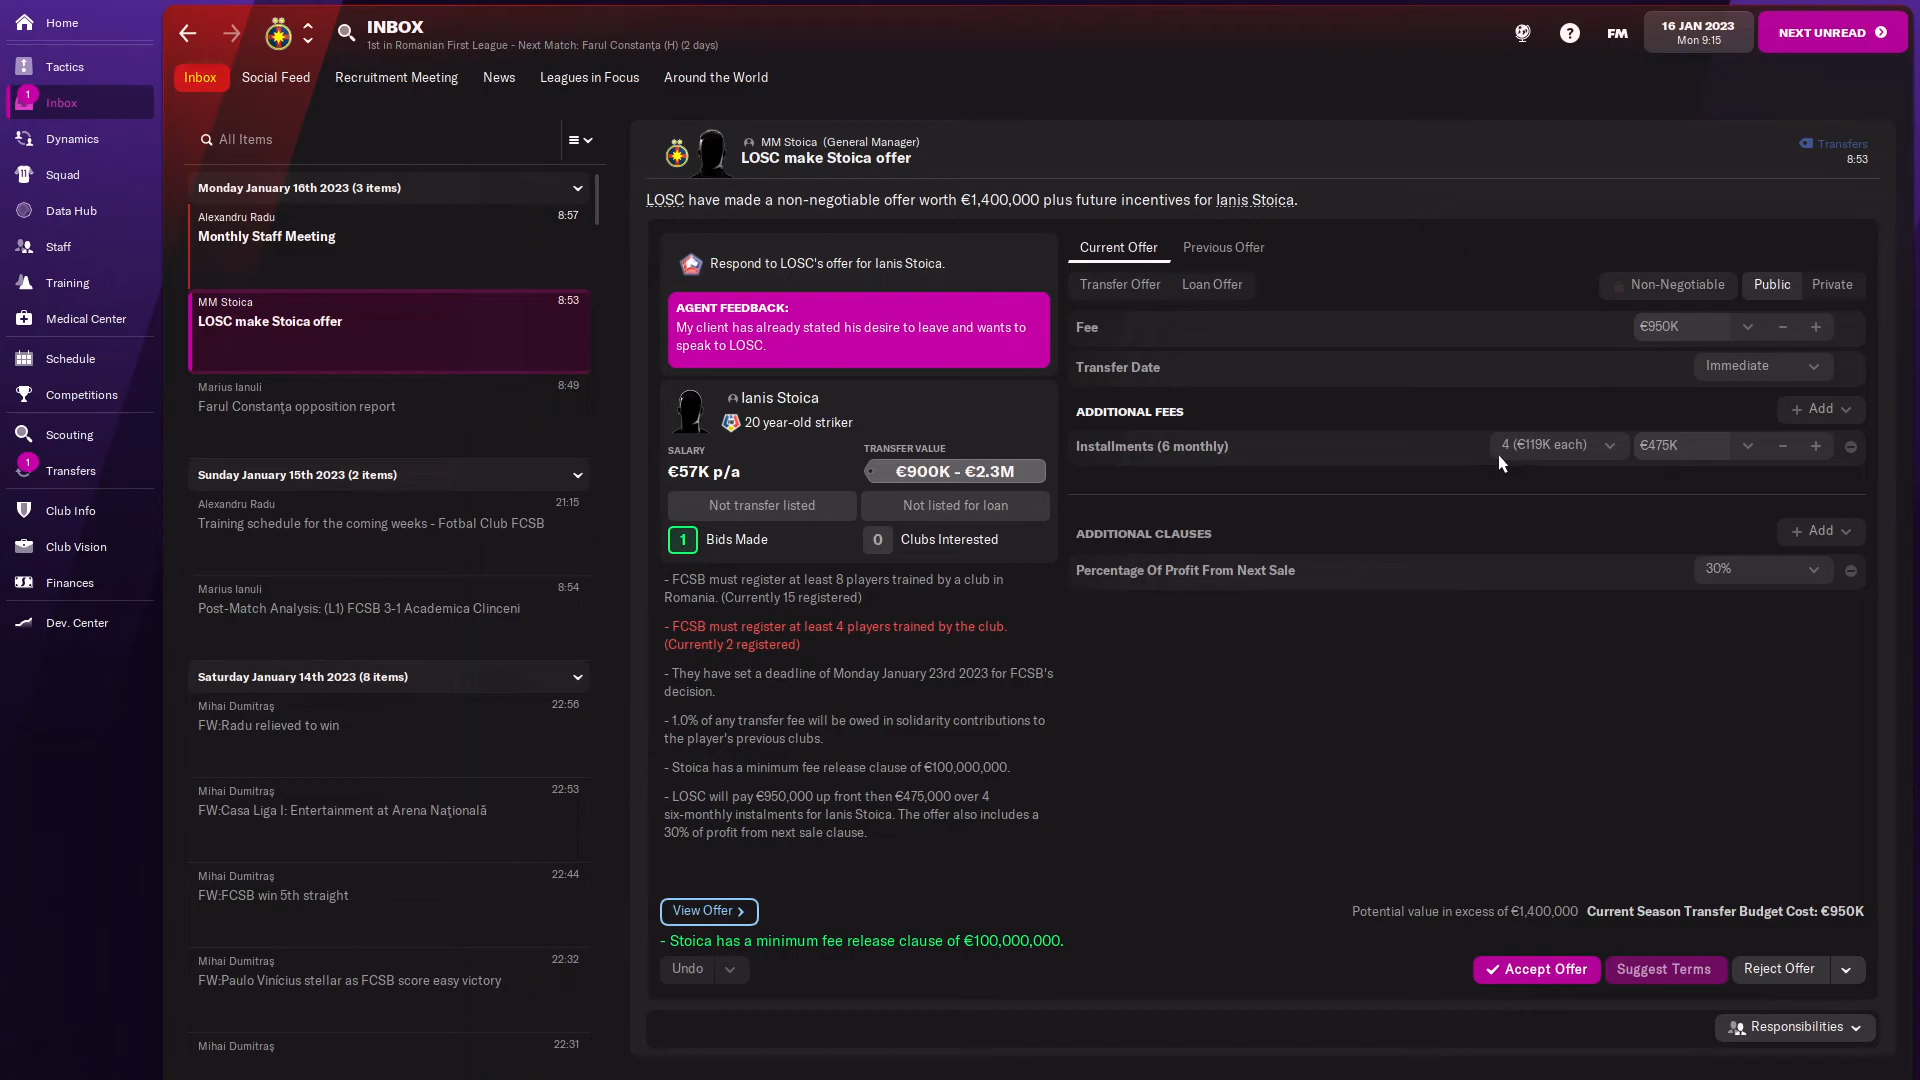 Home
Tactics
1
Inbox
Dynamics
Squad
Data Hub
Staff
Training
Medical Center
Schedule
Competitions
Scouting
1
Transfers
Club Info
Club Vision
Finances
Dev. Center
INBOX
1st in Romanian First League - Next Match: Farul Constanţa (H) (2 days)
?
FM
16 JAN 2023
Mon 9:15
NEXT UNREAD
Inbox
Social Feed
Recruitment Meeting
News
Leagues in Focus
Around the World
All Items
Monday January 16th 2023 (3 items)
Alexandru Radu 8:57
Monthly Staff Meeting
MM Stoica 8:53
LOSC make Stoica offer
Marius Ianuli 8:49
Farul Constanţa opposition report
Sunday January 15th 2023 (2 items)
Alexandru Radu 21:15
Training schedule for the coming weeks - Fotbal Club FCSB
Marius Ianuli 8:54
Post-Match Analysis: (L1) FCSB 3-1 Academica Clinceni
Saturday January 14th 2023 (8 items)
Mihai Dumitraş 22:56
FW:Radu relieved to win
Mihai Dumitraş 22:53
FW:Casa Liga I: Entertainment at Arena Naţională
Mihai Dumitraş 22:44
FW:FCSB win 5th straight
Mihai Dumitraş 22:32
FW:Paulo Vinícius stellar as FCSB score easy victory
Mihai Dumitraş 22:31
MM Stoica (General Manager)
LOSC make Stoica offer
Transfers
8:53
LOSC have made a non-negotiable offer worth €1,400,000 plus future incentives for Ianis Stoica.
Respond to LOSC's offer for Ianis Stoica.
AGENT FEEDBACK:
My client has already stated his desire to leave and wants to
speak to LOSC.
Ianis Stoica
20 year-old striker
SALARY
€57K p/a
TRANSFER VALUE
€900K - €2.3M
Not transfer listed
Not listed for loan
1 Bids Made
0 Clubs Interested
- FCSB must register at least 8 players trained by a club in
Romania. (Currently 15 registered)
- FCSB must register at least 4 players trained by the club.
(Currently 2 registered)
- They have set a deadline of Monday January 23rd 2023 for FCSB's
decision.
- 1.0% of any transfer fee will be owed in solidarity contributions to
the player's previous clubs.
- Stoica has a minimum fee release clause of €100,000,000.
- LOSC will pay €950,000 up front then €475,000 over 4
six-monthly instalments for Ianis Stoica. The offer also includes a
30% of profit from next sale clause.
Current Offer
Previous Offer
Transfer Offer
Loan Offer
Non-Negotiable
Public
Private
Fee
€950K
Transfer Date
Immediate
ADDITIONAL FEES
Add
Installments (6 monthly)
4 (€119K each)
€475K
ADDITIONAL CLAUSES
Add
Percentage Of Profit From Next Sale
30%
View Offer
Potential value in excess of €1,400,000 Current Season Transfer Budget Cost: €950K
- Stoica has a minimum fee release clause of €100,000,000.
Undo
Accept Offer
Suggest Terms
Reject Offer
Responsibilities